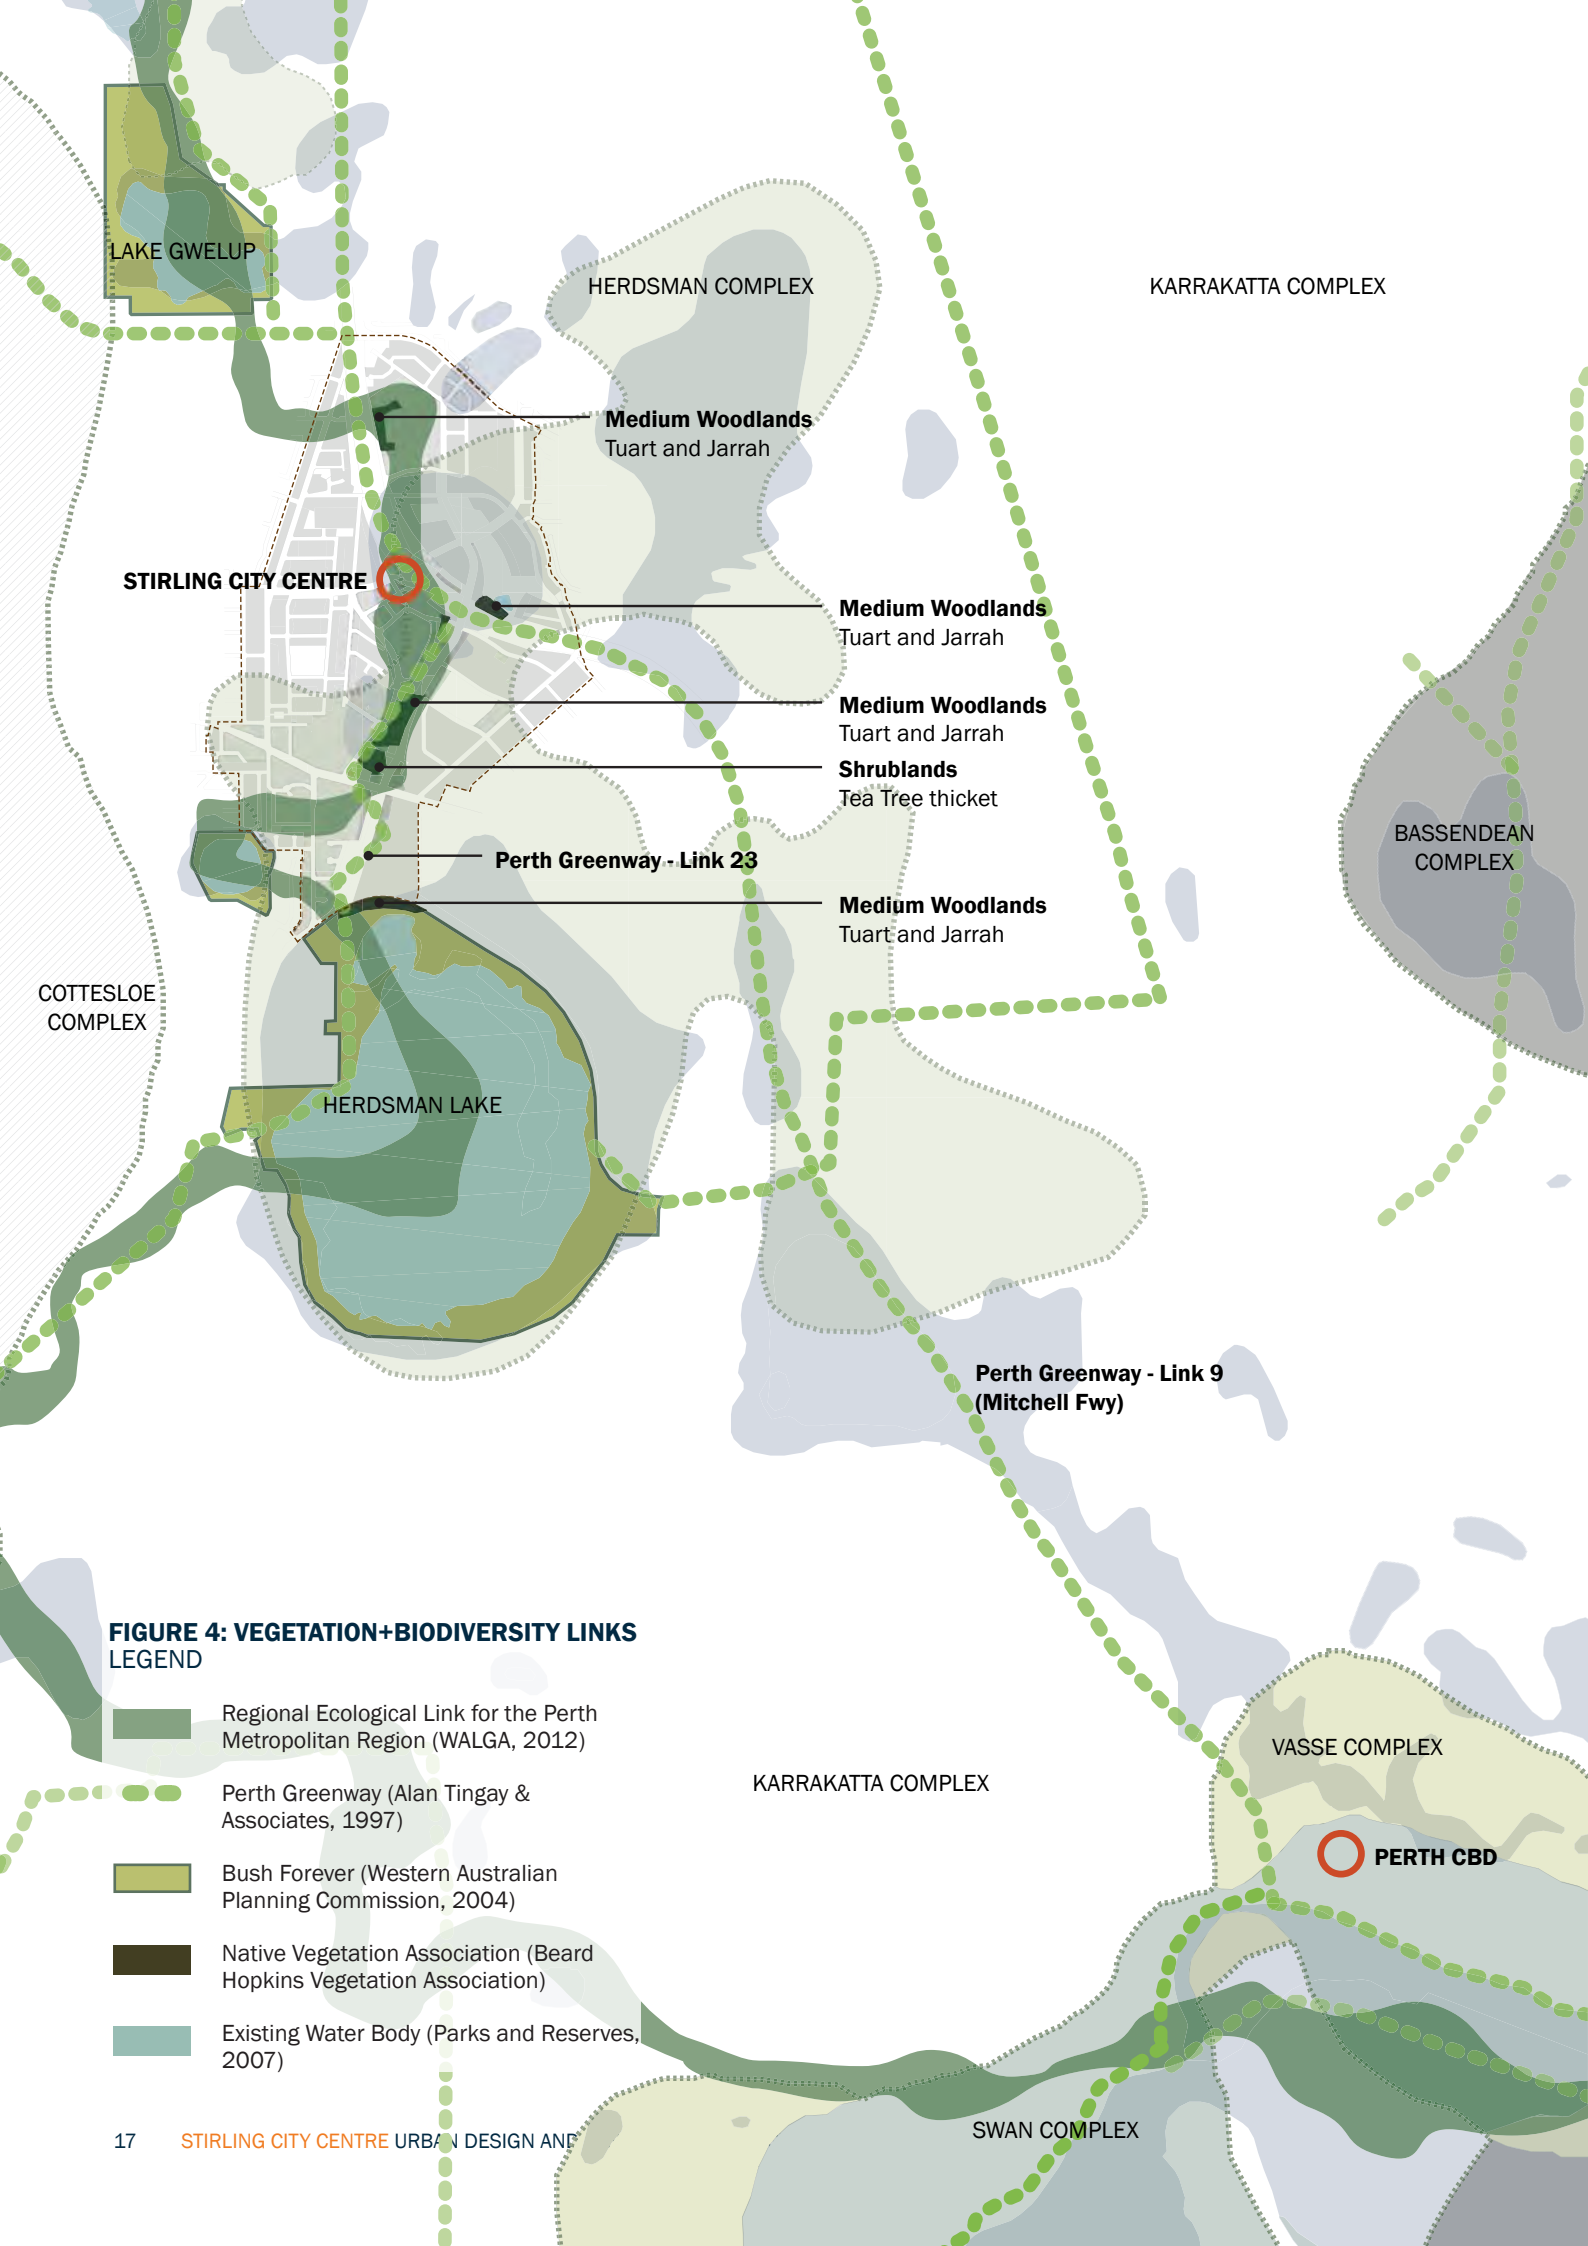 LAKE GWELUP
HERDSMAN COMPLEX
KARRAKATTA COMPLEX
Medium Woodlands
Tuart and Jarrah
STIRLING CITY CENTRE
Medium Woodlands
Tuart and Jarrah
Medium Woodlands
Tuart and Jarrah
Shrublands
Tea Tree thicket
BASSENDEAN
COMPLEX
Perth Greenway - Link 23
Medium Woodlands
Tuart and Jarrah
COTTESLOE
COMPLEX
HERDSMAN LAKE
Perth Greenway - Link 9
(Mitchell Fwy)
FIGURE 4: VEGETATION+BIODIVERSITY LINKS
LEGEND
Regional Ecological Link for the Perth
Metropolitan Region (WALGA, 2012)
Perth Greenway (Alan Tingay &
Associates, 1997)
Bush Forever (Western Australian
Planning Commission, 2004)
Native Vegetation Association (Beard
Hopkins Vegetation Association)
Existing Water Body (Parks and Reserves,
2007)
VASSE COMPLEX
KARRAKATTA COMPLEX
PERTH CBD
SWAN COMPLEX
17 STIRLING CITY CENTRE URBAN DESIGN AND